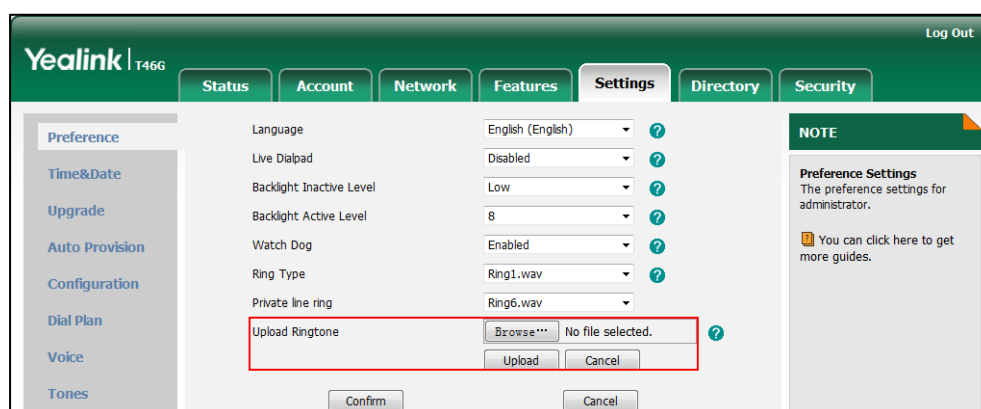 Log Out
Yealink | T46G
Status Account Network Features Settings Directory Security
Preference
Time&Date
Upgrade
Auto Provision
Configuration
Dial Plan
Voice
Tones
Language English (English)
Live Dialpad Disabled
Backlight Inactive Level Low
Backlight Active Level 8
Watch Dog Enabled
Ring Type Ring1.wav
Private line ring Ring6.wav
Upload Ringtone Browse··· No file selected.
Upload Cancel
Confirm Cancel
NOTE
Preference Settings
The preference settings for
administrator.
You can click here to get
more guides.